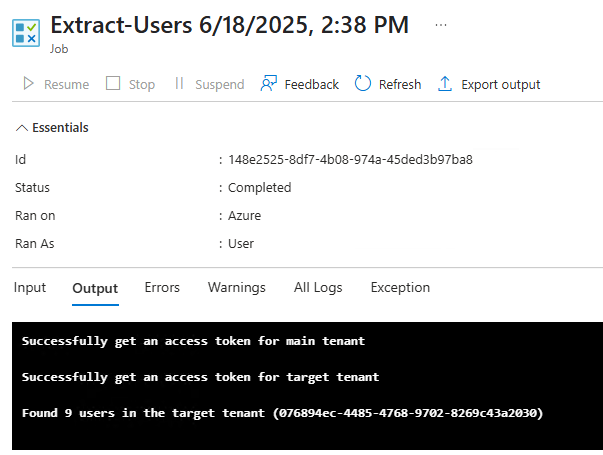 Extract-Users 6/18/2025, 2:38 PM ...
Job
Resume Stop Suspend Feedback Refresh Export output
Essentials
Id : 148e2525-8df7-4b08-974a-45ded3b97ba8
Status : Completed
Ran on : Azure
Ran As : User
Input Output Errors Warnings All Logs Exception
Successfully get an access token for main tenant
Successfully get an access token for target tenant
Found 9 users in the target tenant (076894ec-4485-4768-9702-8269c43a2030)